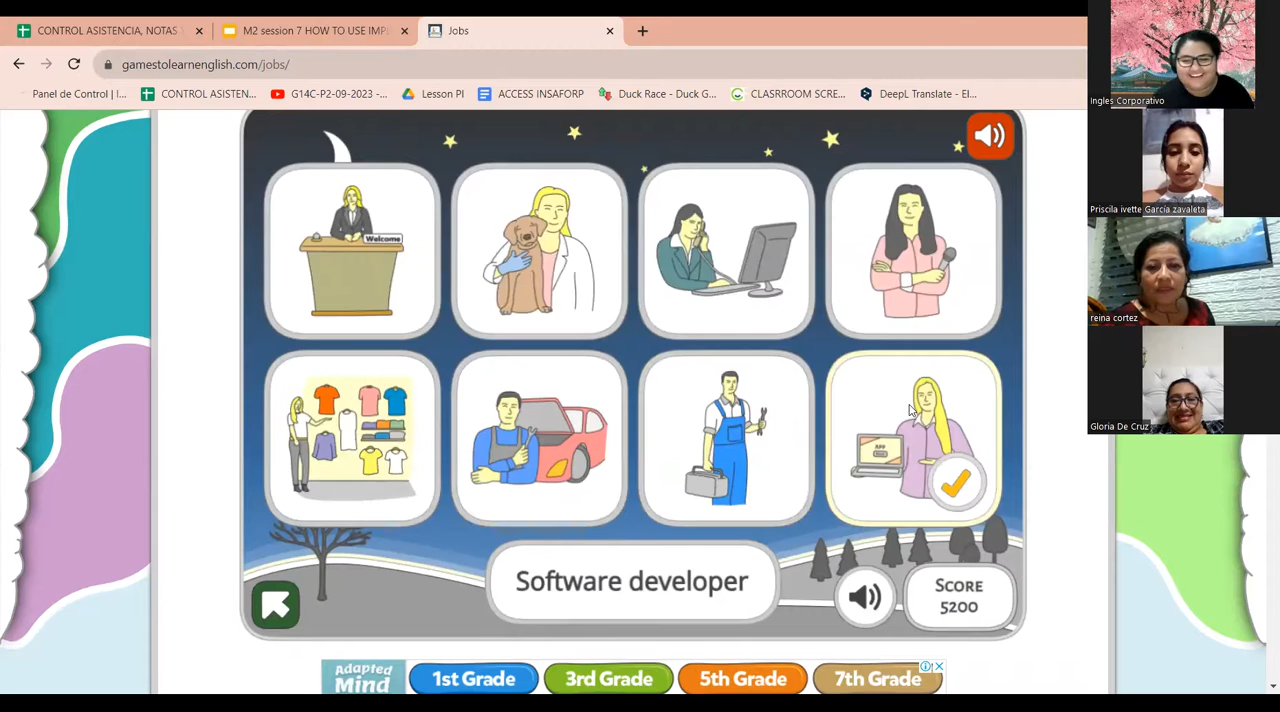 CONTROL ASISTENCIA, NOTAS
M2 session 7 HOW TO USE IMP
Jobs
gamestolearnenglish.com/jobs/
Panel de Control | I...
CONTROL ASISTEN...
G14C-P2-09-2023 -...
Lesson Pl
ACCESS INSAFORP
Duck Race - Duck G...
CLASRROOM SCRE...
DeepL Translate - El...
Welcome
APP
Software developer
SCORE
5200
Adapted
Mind
1st Grade
3rd Grade
5th Grade
7th Grade
Ingles Corporativo
Priscila ivette Garcia zavaleta
reina cortez
Gloria De Cruz